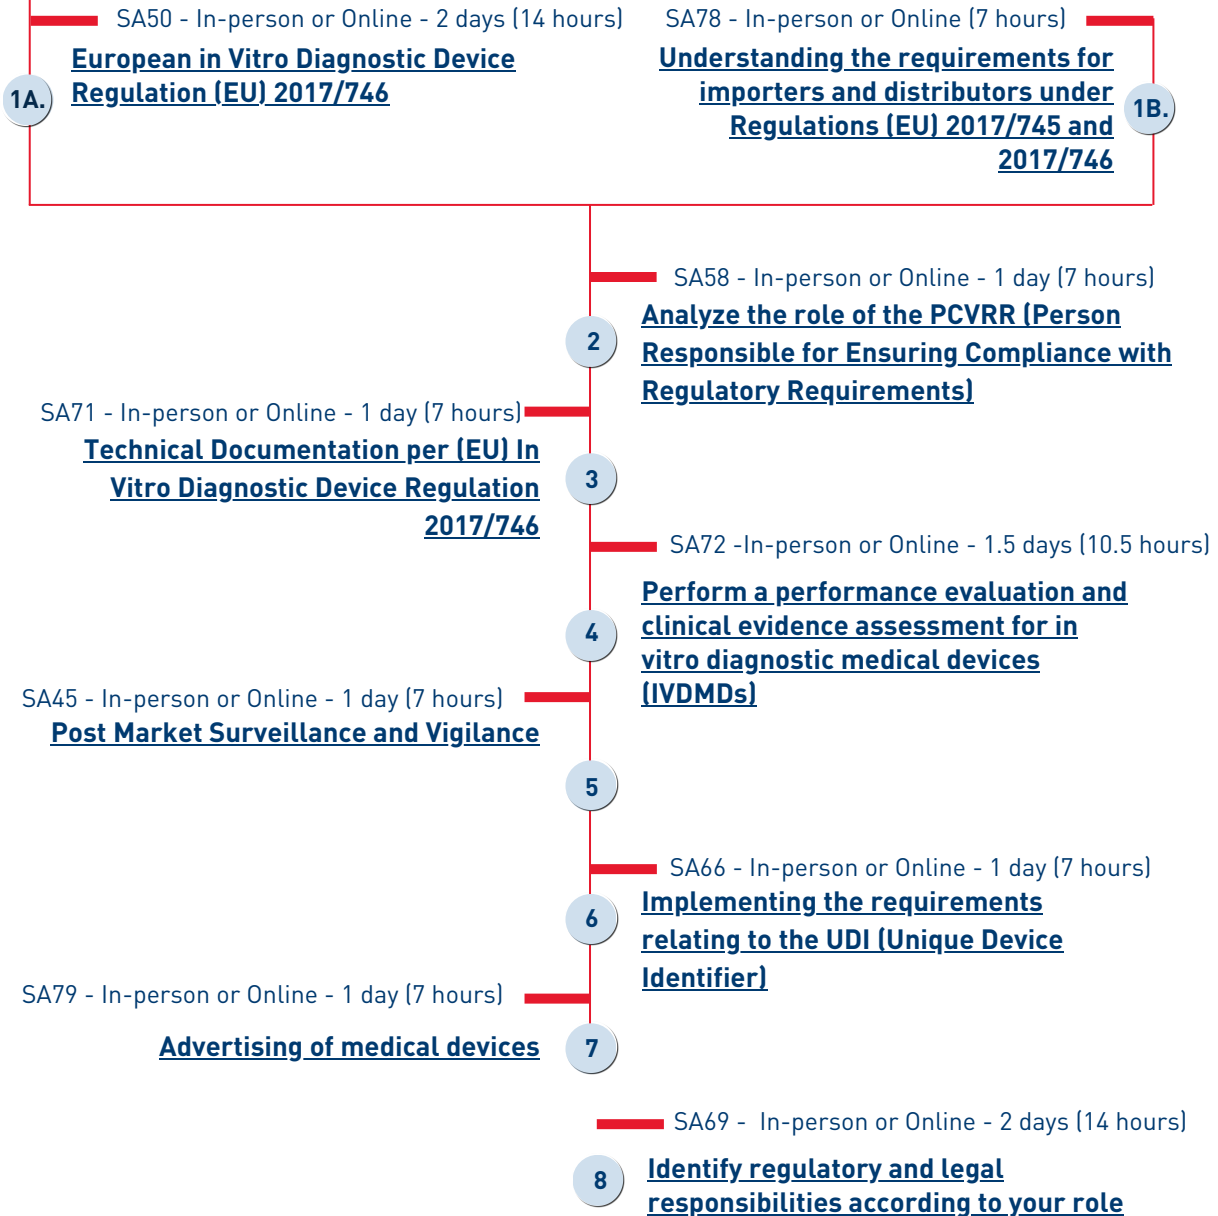 SA50 - In-person or Online - 2 days (14 hours)
European in Vitro Diagnostic Device
Regulation (EU) 2017/746
1A.
SA78 - In-person or Online (7 hours)
Understanding the requirements for
importers and distributors under
Regulations (EU) 2017/745 and
2017/746
1B.
SA58 - In-person or Online - 1 day (7 hours)
2
Analyze the role of the PCVRR (Person
Responsible for Ensuring Compliance with
Regulatory Requirements)
SA71 - In-person or Online - 1 day (7 hours)
Technical Documentation per (EU) In
Vitro Diagnostic Device Regulation
2017/746
3
SA72 -In-person or Online - 1.5 days (10.5 hours)
4
Perform a performance evaluation and
clinical evidence assessment for in
vitro diagnostic medical devices
(IVDMDs)
SA45 - In-person or Online - 1 day (7 hours)
Post Market Surveillance and Vigilance
5
SA66 - In-person or Online - 1 day (7 hours)
6
Implementing the requirements
relating to the UDI (Unique Device
Identifier)
SA79 - In-person or Online - 1 day (7 hours)
Advertising of medical devices
7
SA69 - In-person or Online - 2 days (14 hours)
8
Identify regulatory and legal
responsibilities according to your role